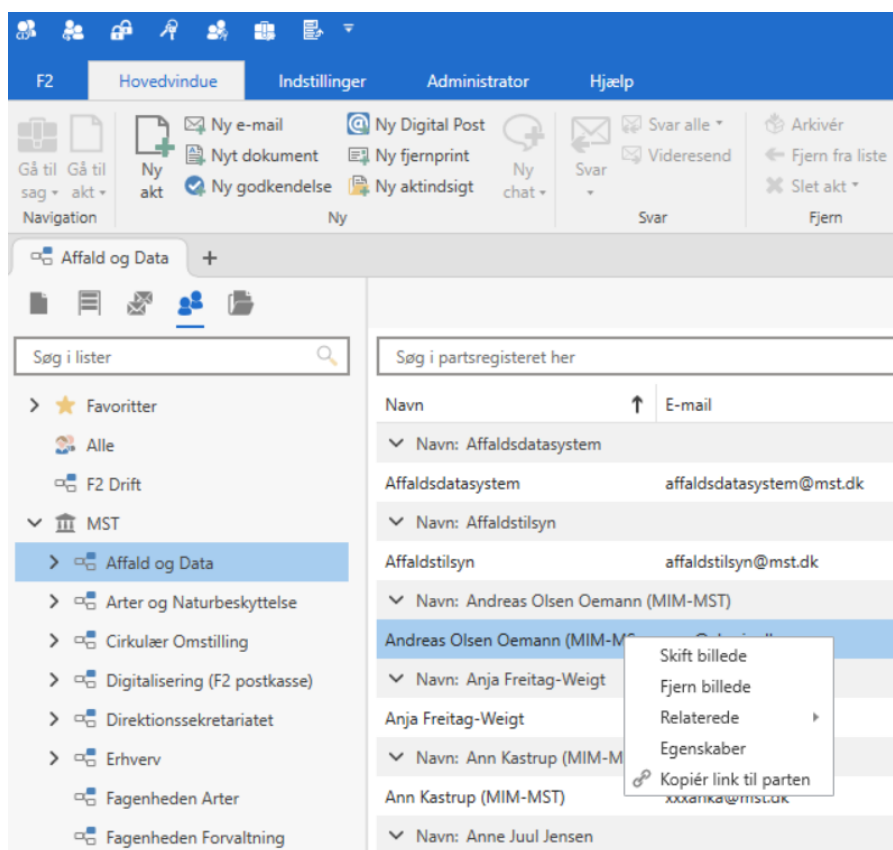 F2 Hovedvindue Indstillinger Administrator Hjælp
Gå til sag Gå til akt
Navigation
Ny akt
Ny e-mail
Nyt dokument
Ny godkendelse
Ny Digital Post
Ny fjernprint
Ny aktindsigt
Ny chat
Ny
Svar
Svar alle
Videresend
Svar
Arkivér
Fjern fra liste
Slet akt
Fjern
Affald og Data +
Søg i lister
Favoritter
Alle
F2 Drift
MST
Affald og Data
Arter og Naturbeskyttelse
Cirkulær Omstilling
Digitalisering (F2 postkasse)
Direktionssekretariatet
Erhverv
Fagenheden Arter
Fagenheden Forvaltning
Søg i partsregisteret her
Navn E-mail
Navn: Affaldsdatasystem
Affaldsdatasystem affaldsdatasystem@mst.dk
Navn: Affaldstilsyn
Affaldstilsyn affaldstilsyn@mst.dk
Navn: Andreas Olsen Oemann (MIM-MST)
Andreas Olsen Oemann (MIM-M
Navn: Anja Freitag-Weigt
Anja Freitag-Weigt
Navn: Ann Kastrup (MIM-M
Ann Kastrup (MIM-MST) xxxanka@mst.dk
Navn: Anne Juul Jensen
Skift billede
Fjern billede
Relaterede
Egenskaber
Kopiér link til parten